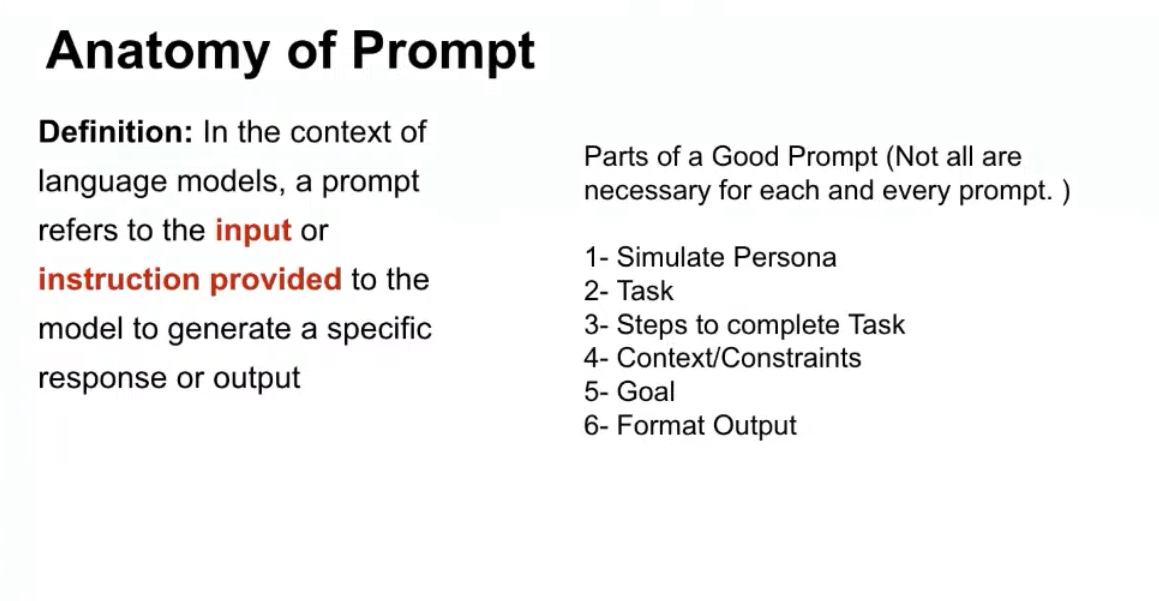 Anatomy of Prompt
Definition: In the context of
language models, a prompt
refers to the input or
instruction provided to the
model to generate a specific
response or output
Parts of a Good Prompt (Not all are
necessary for each and every prompt. )
1- Simulate Persona
2- Task
3- Steps to complete Task
4- Context/Constraints
5- Goal
6- Format Output